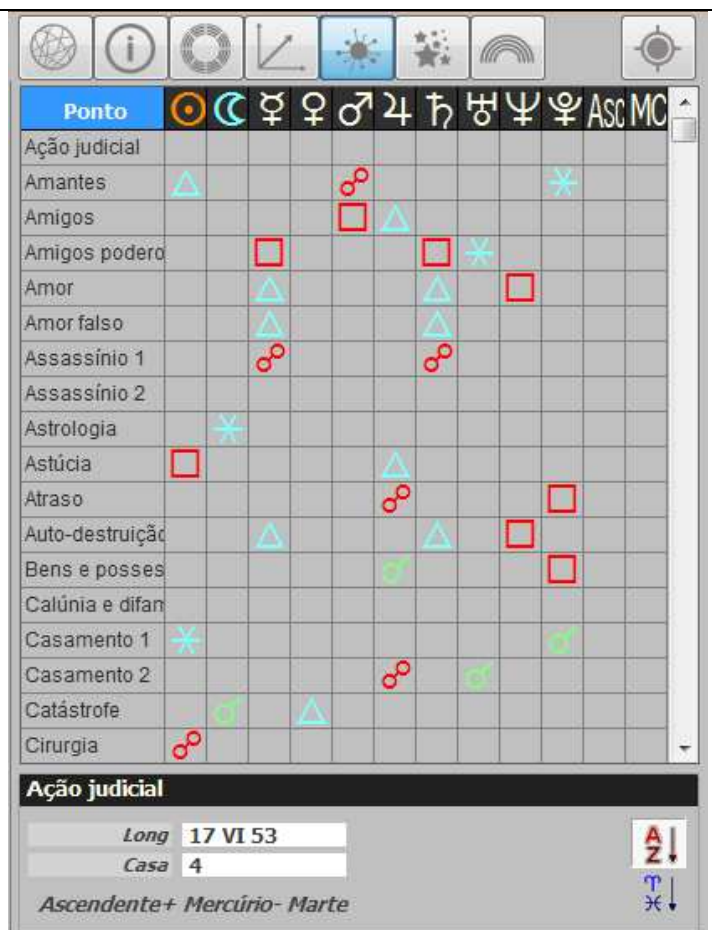 Ponto ☉ ☾ ☿ ♀ ♂ ♃ ♄ ♅ ♆ ♇ Asc MC
Ação judicial
Amantes △ ☍ ⚹
Amigos □ △
Amigos podero □ □ ⚹
Amor △ △ □
Amor falso △ △
Assassínio 1 ☍ ☍
Assassínio 2
Astrologia ⚹
Astúcia □ △
Atraso ☍ □
Auto-destruiçã △ △ □
Bens e posses ☌ □
Calúnia e difan
Casamento 1 ⚹ ☌
Casamento 2 ☍ ☌
Catástrofe ☌ △
Cirurgia ☍
Ação judicial
Long 17 VI 53
Casa 4
A
Z
Ascendente+ Mercúrio- Marte
♈
♓